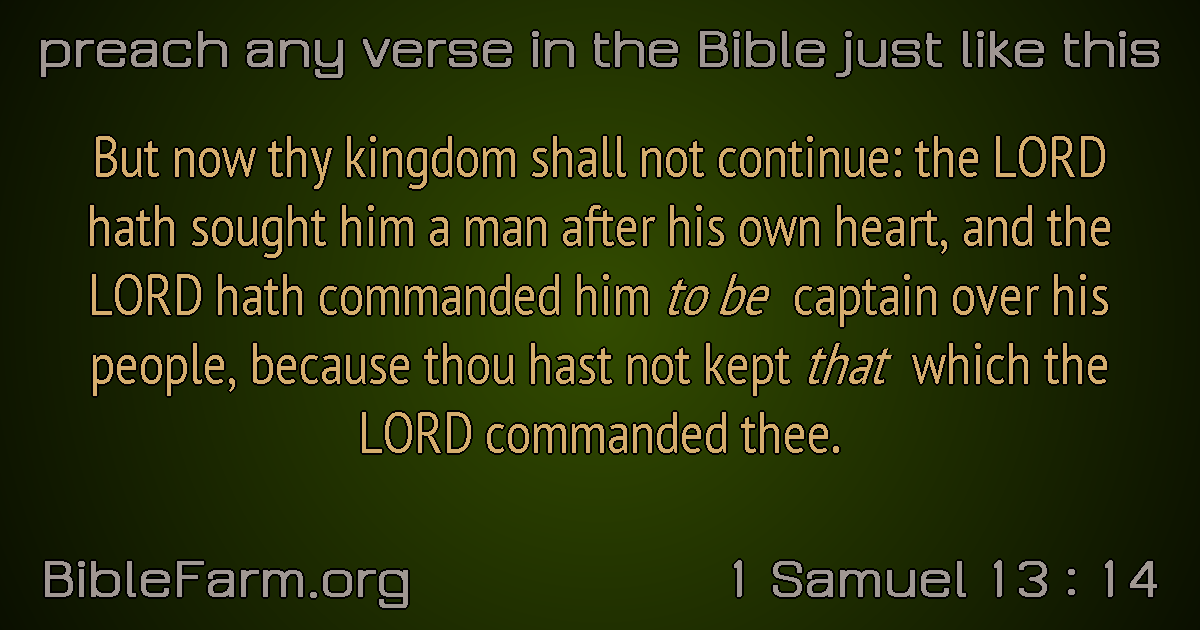 preach any verse in the Bible just like this
But now thy kingdom shall not continue: the LORD
hath sought him a man after his own heart, and the
LORD hath commanded him to be captain over his
people, because thou hast not kept that which the
LORD commanded thee.
BibleFarm.org
1 Samuel 13 : 14